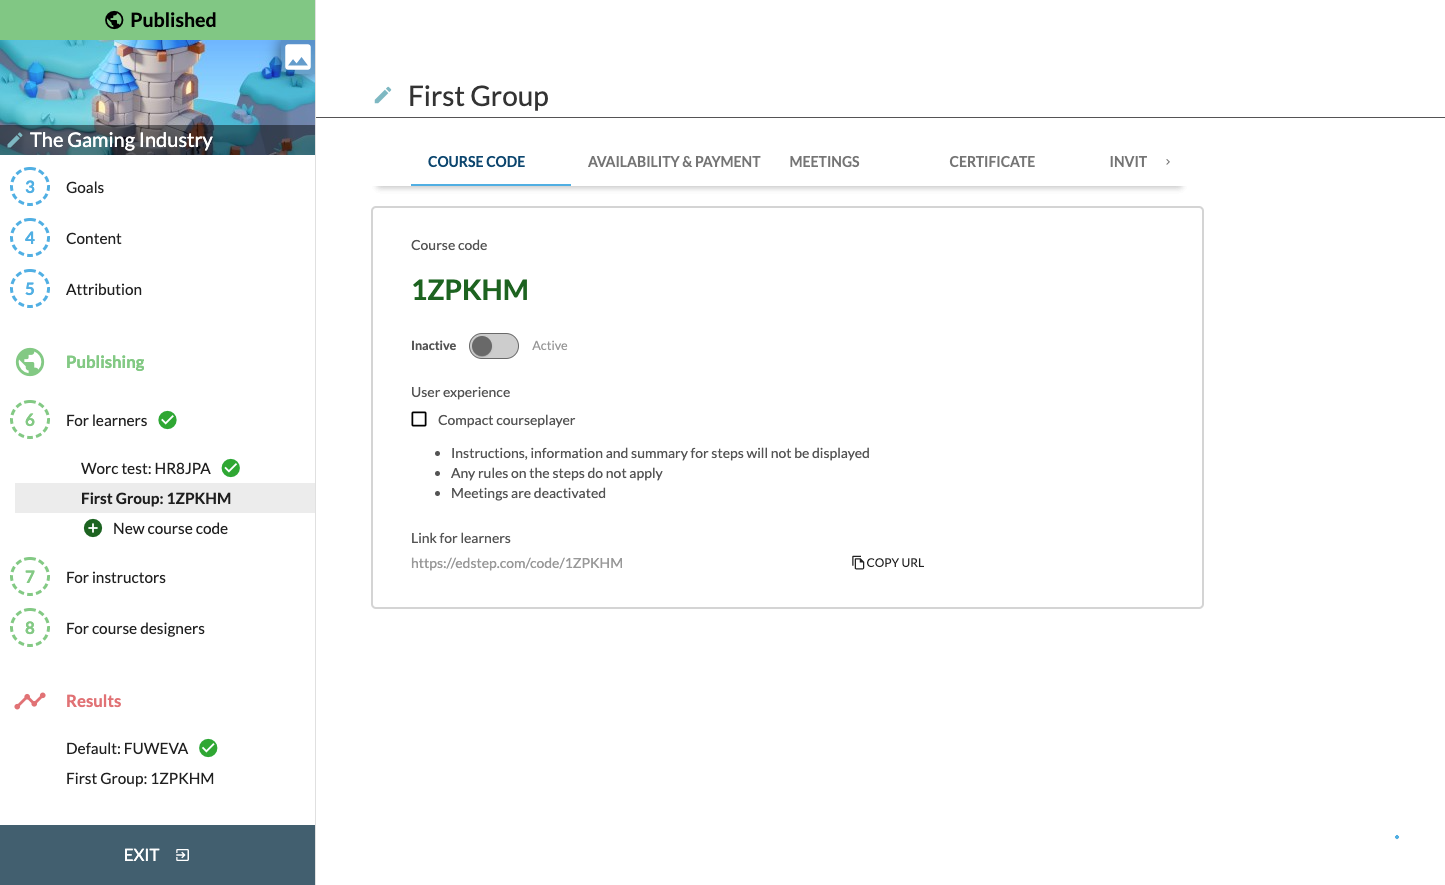 Published
The Gaming Industry
3 Goals
4 Content
5 Attribution
Publishing
6 For learners
Worc test: HR8JPA
First Group: 1ZPKHM
New course code
7 For instructors
8 For course designers
Results
Default: FUWEVA
First Group: 1ZPKHM
EXIT
First Group
COURSE CODE AVAILABILITY & PAYMENT MEETINGS CERTIFICATE INVIT
Course code
1ZPKHM
Inactive Active
User experience
Compact courseplayer
• Instructions, information and summary for steps will not be displayed
• Any rules on the steps do not apply
• Meetings are deactivated
Link for learners
https://edstep.com/code/1ZPKHM COPY URL